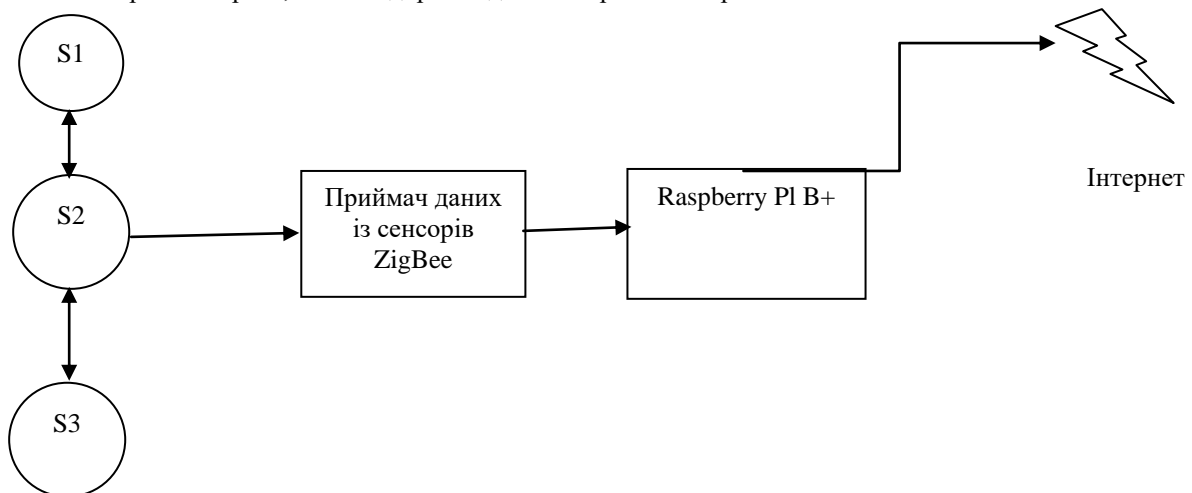 S1
S2
Приймач даних
із сенсорів
ZigBee
Raspberry Pl B+
Інтернет
S3